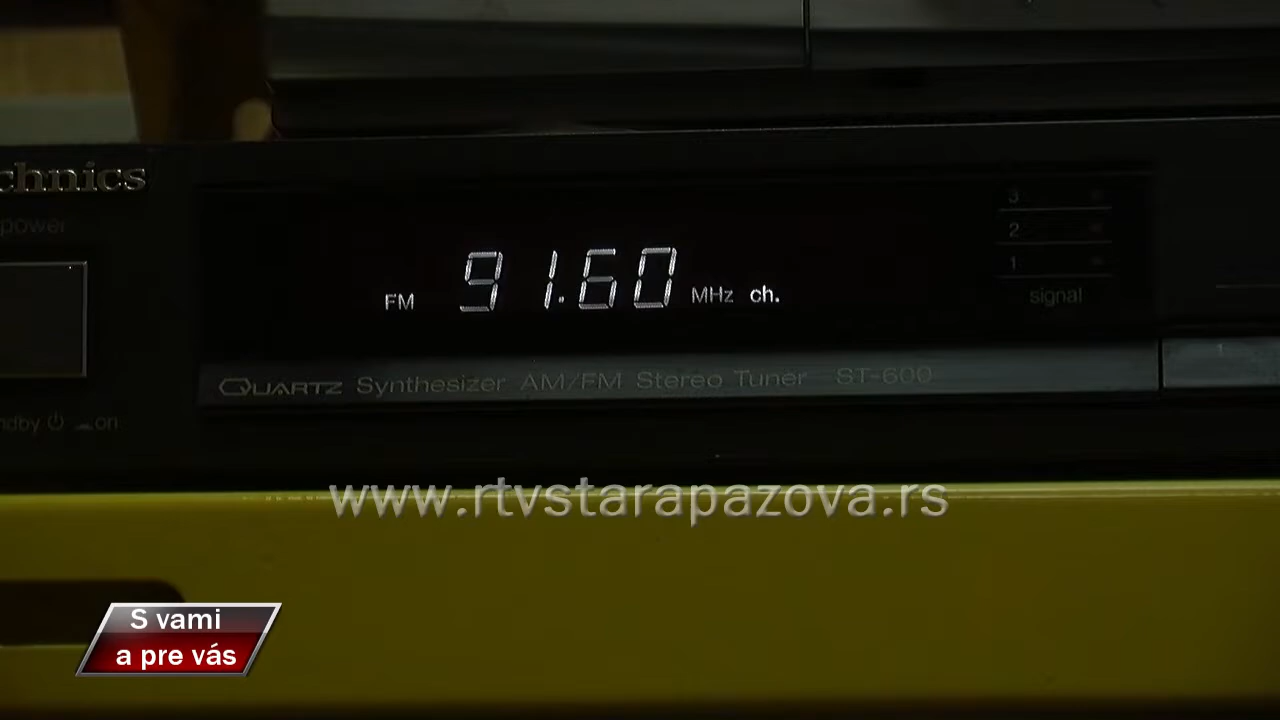 chnics
power
FM 91.60 MHz ch.
3
2
1
signal
QUARTZ Synthesizer AM/FM Stereo Tuner ST-600
ndby ⏻ on
www.rtvstarapazova.rs
S vami
a pre vás